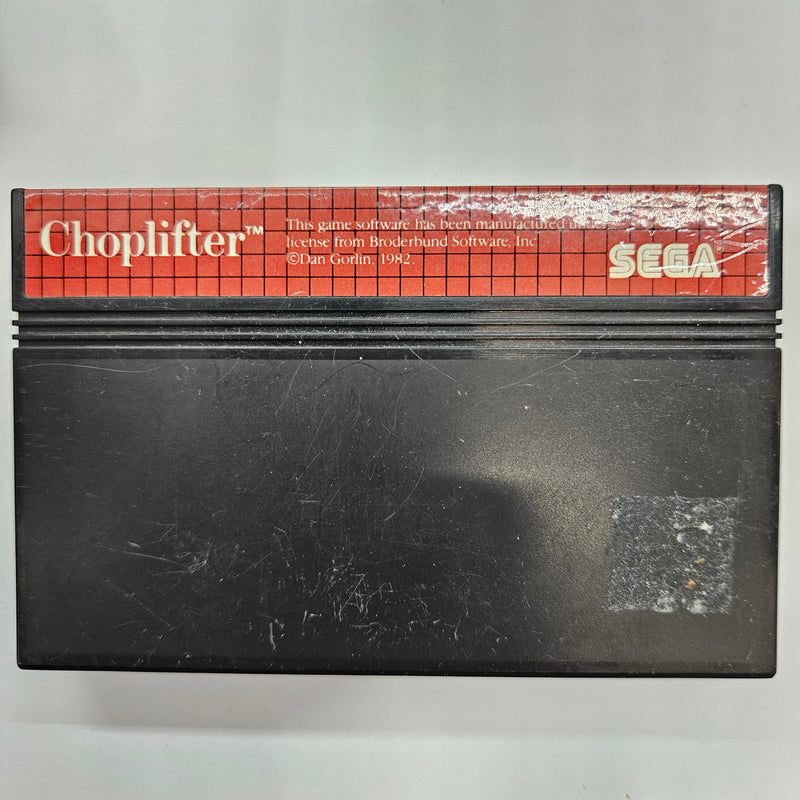 Choplifter™
This game software has been manufactured
license from Broderbund Software, Inc
©Dan Gorlin, 1982.
SEGA®